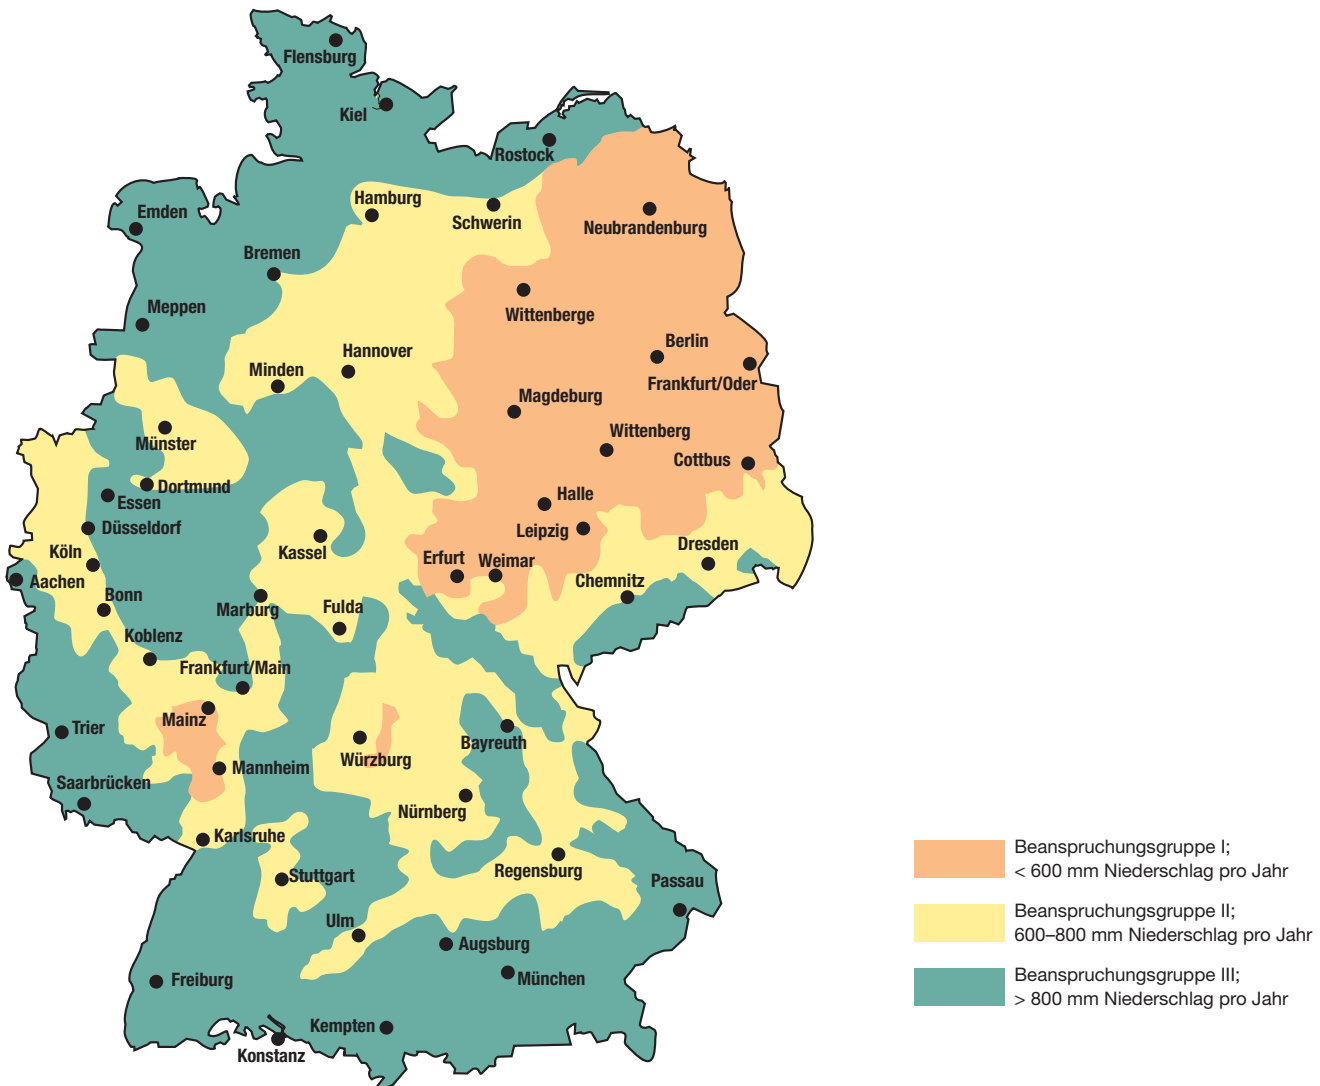 Flensburg
Kiel
Rostock
Hamburg
Schwerin
Emden
Neubrandenburg
Bremen
Meppen
Wittenberge
Berlin
Hannover
Minden
Frankfurt/Oder
Magdeburg
Wittenberg
Münster
Cottbus
Dortmund
Essen
Halle
Düsseldorf
Leipzig
Köln
Kassel
Erfurt
Weimar
Dresden
Aachen
Chemnitz
Bonn
Marburg
Fulda
Koblenz
Frankfurt/Main
Mainz
Trier
Bayreuth
Würzburg
Mannheim
Saarbrücken
Nürnberg
Karlsruhe
Stuttgart
Regensburg
Passau
Ulm
Augsburg
Freiburg
München
Kempten
Konstanz
Beanspruchungsgruppe I;
< 600 mm Niederschlag pro Jahr
Beanspruchungsgruppe II;
600–800 mm Niederschlag pro Jahr
Beanspruchungsgruppe III;
> 800 mm Niederschlag pro Jahr